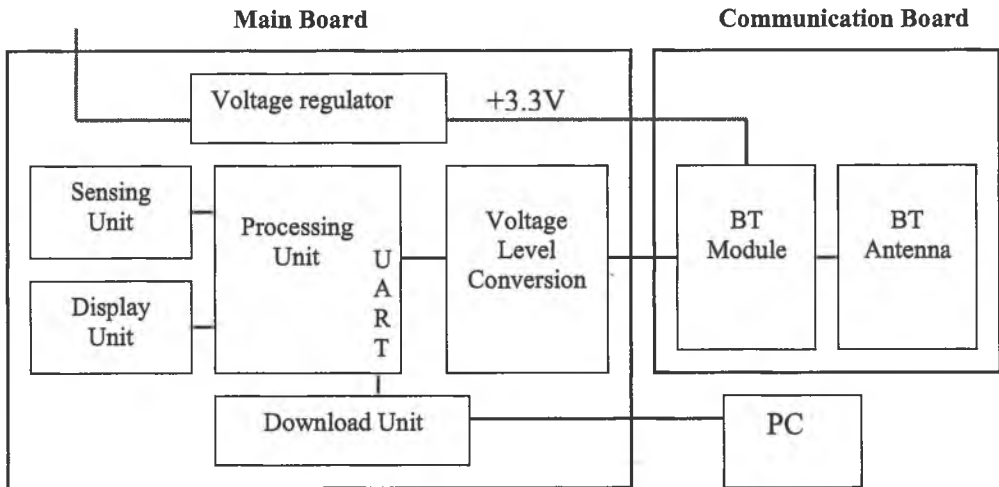 Main Board
Communication Board
Voltage regulator
+3.3V
Sensing
Unit
Processing
Unit
U
A
R
T
Voltage
Level
Conversion
BT
Module
BT
Antenna
Display
Unit
Download Unit
PC